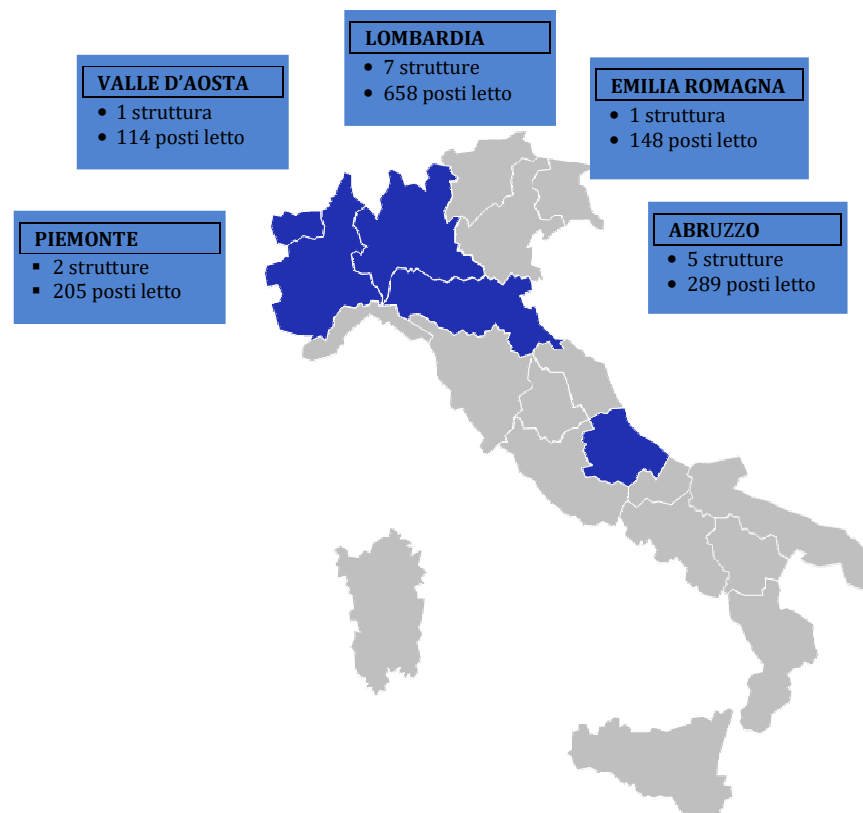 LOMBARDIA
• 7 strutture
• 658 posti letto
VALLE D'AOSTA
• 1 struttura
• 114 posti letto
EMILIA ROMAGNA
• 1 struttura
• 148 posti letto
PIEMONTE
▪ 2 strutture
▪ 205 posti letto
ABRUZZO
• 5 strutture
• 289 posti letto